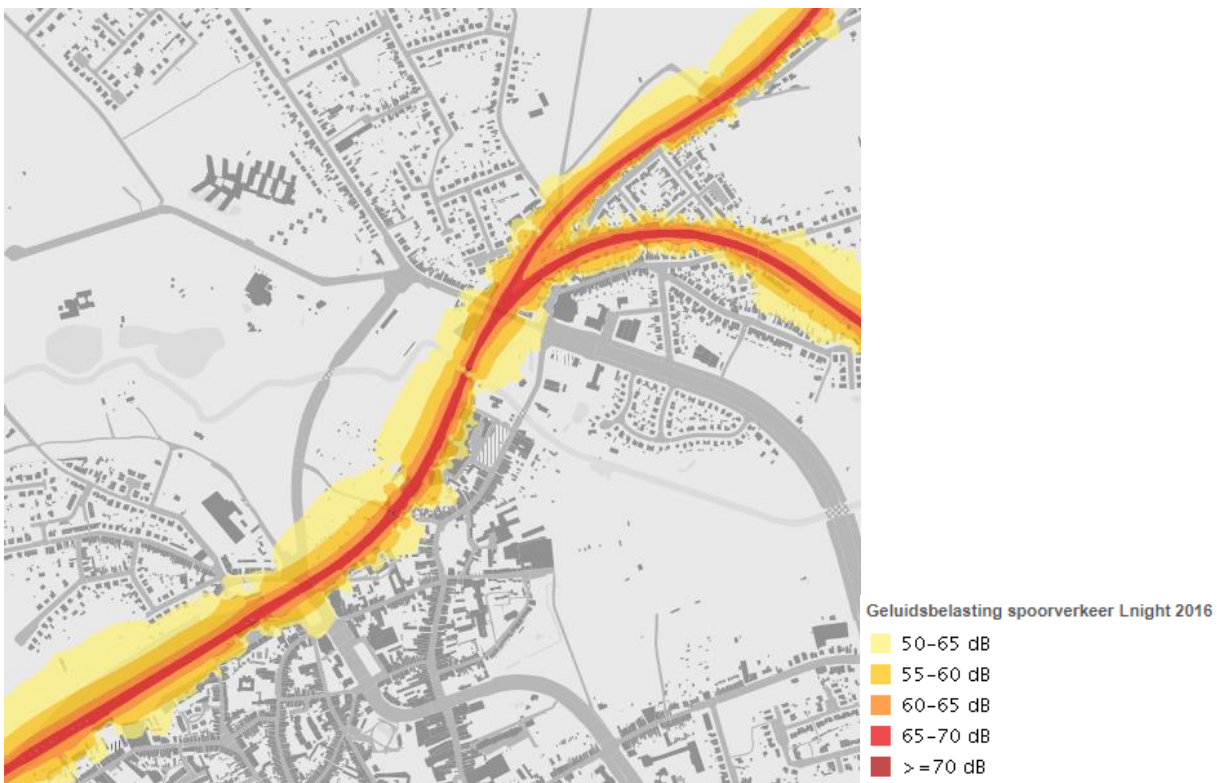 Geluidsbelasting spoorverkeer Lnight 2016
50-65 dB
55-60 dB
60-65 dB
65-70 dB
>=70 dB